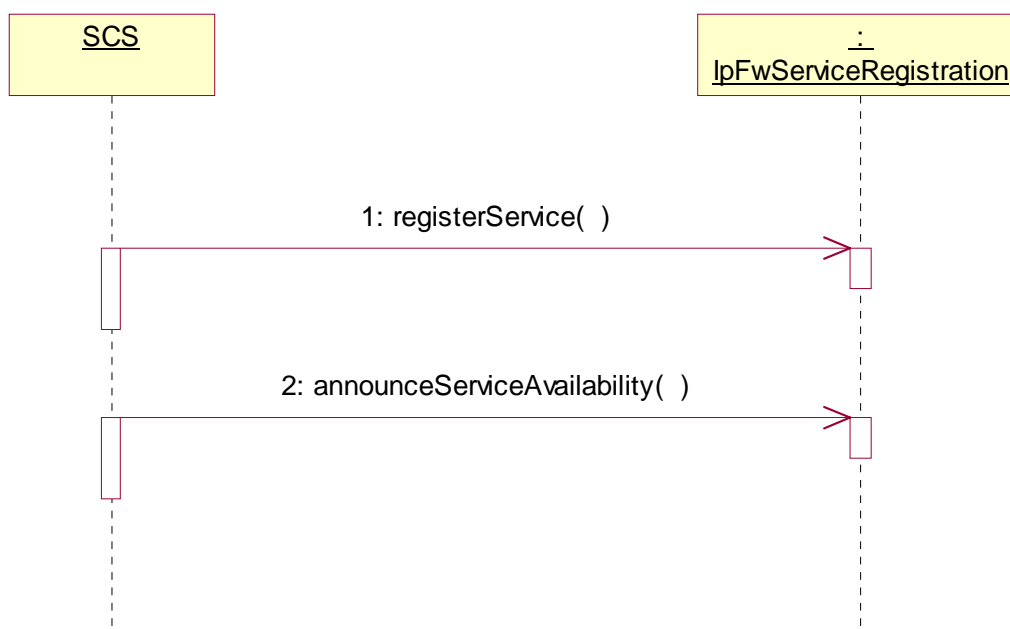 SCS
:
IpFwServiceRegistration
1: registerService( )
2: announceServiceAvailability( )